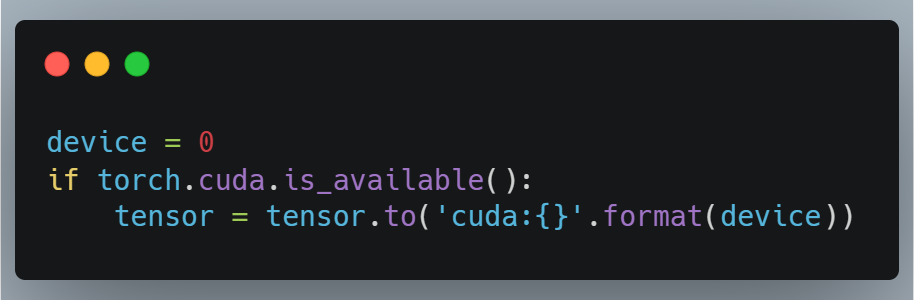 device = 0
if torch.cuda.is_available():
    tensor = tensor.to('cuda:{}'.format(device))